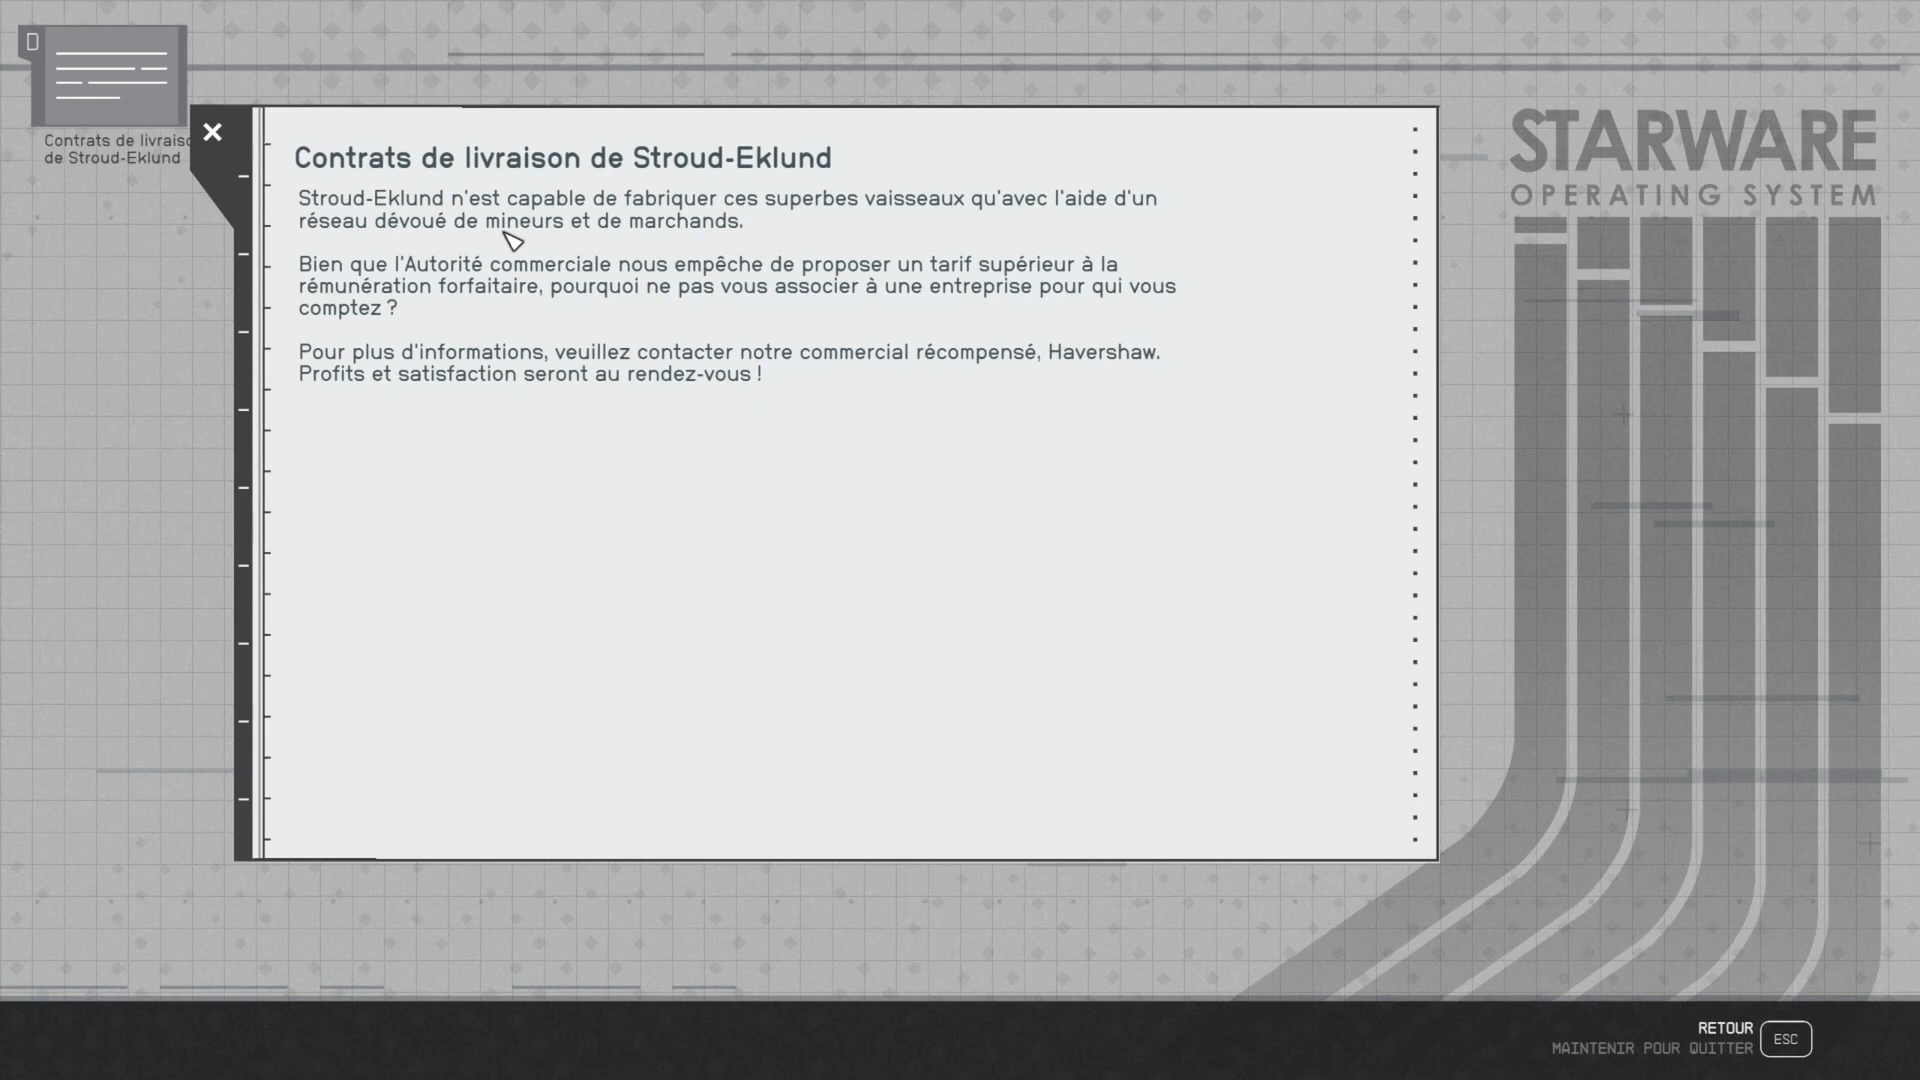 D
Contrats de livraiso
de Stroud-Eklund
STARWARE
OPERATING SYSTEM
Contrats de livraison de Stroud-Eklund
Stroud-Eklund n'est capable de fabriquer ces superbes vaisseaux qu'avec l'aide d'un
réseau dévoué de mineurs et de marchands.
Bien que l'Autorité commerciale nous empêche de proposer un tarif supérieur à la
rémunération forfaitaire, pourquoi ne pas vous associer à une entreprise pour qui vous
comptez ?
Pour plus d'informations, veuillez contacter notre commercial récompensé, Havershaw.
Profits et satisfaction seront au rendez-vous !
RETOUR
MAINTENIR POUR QUITTER
ESC